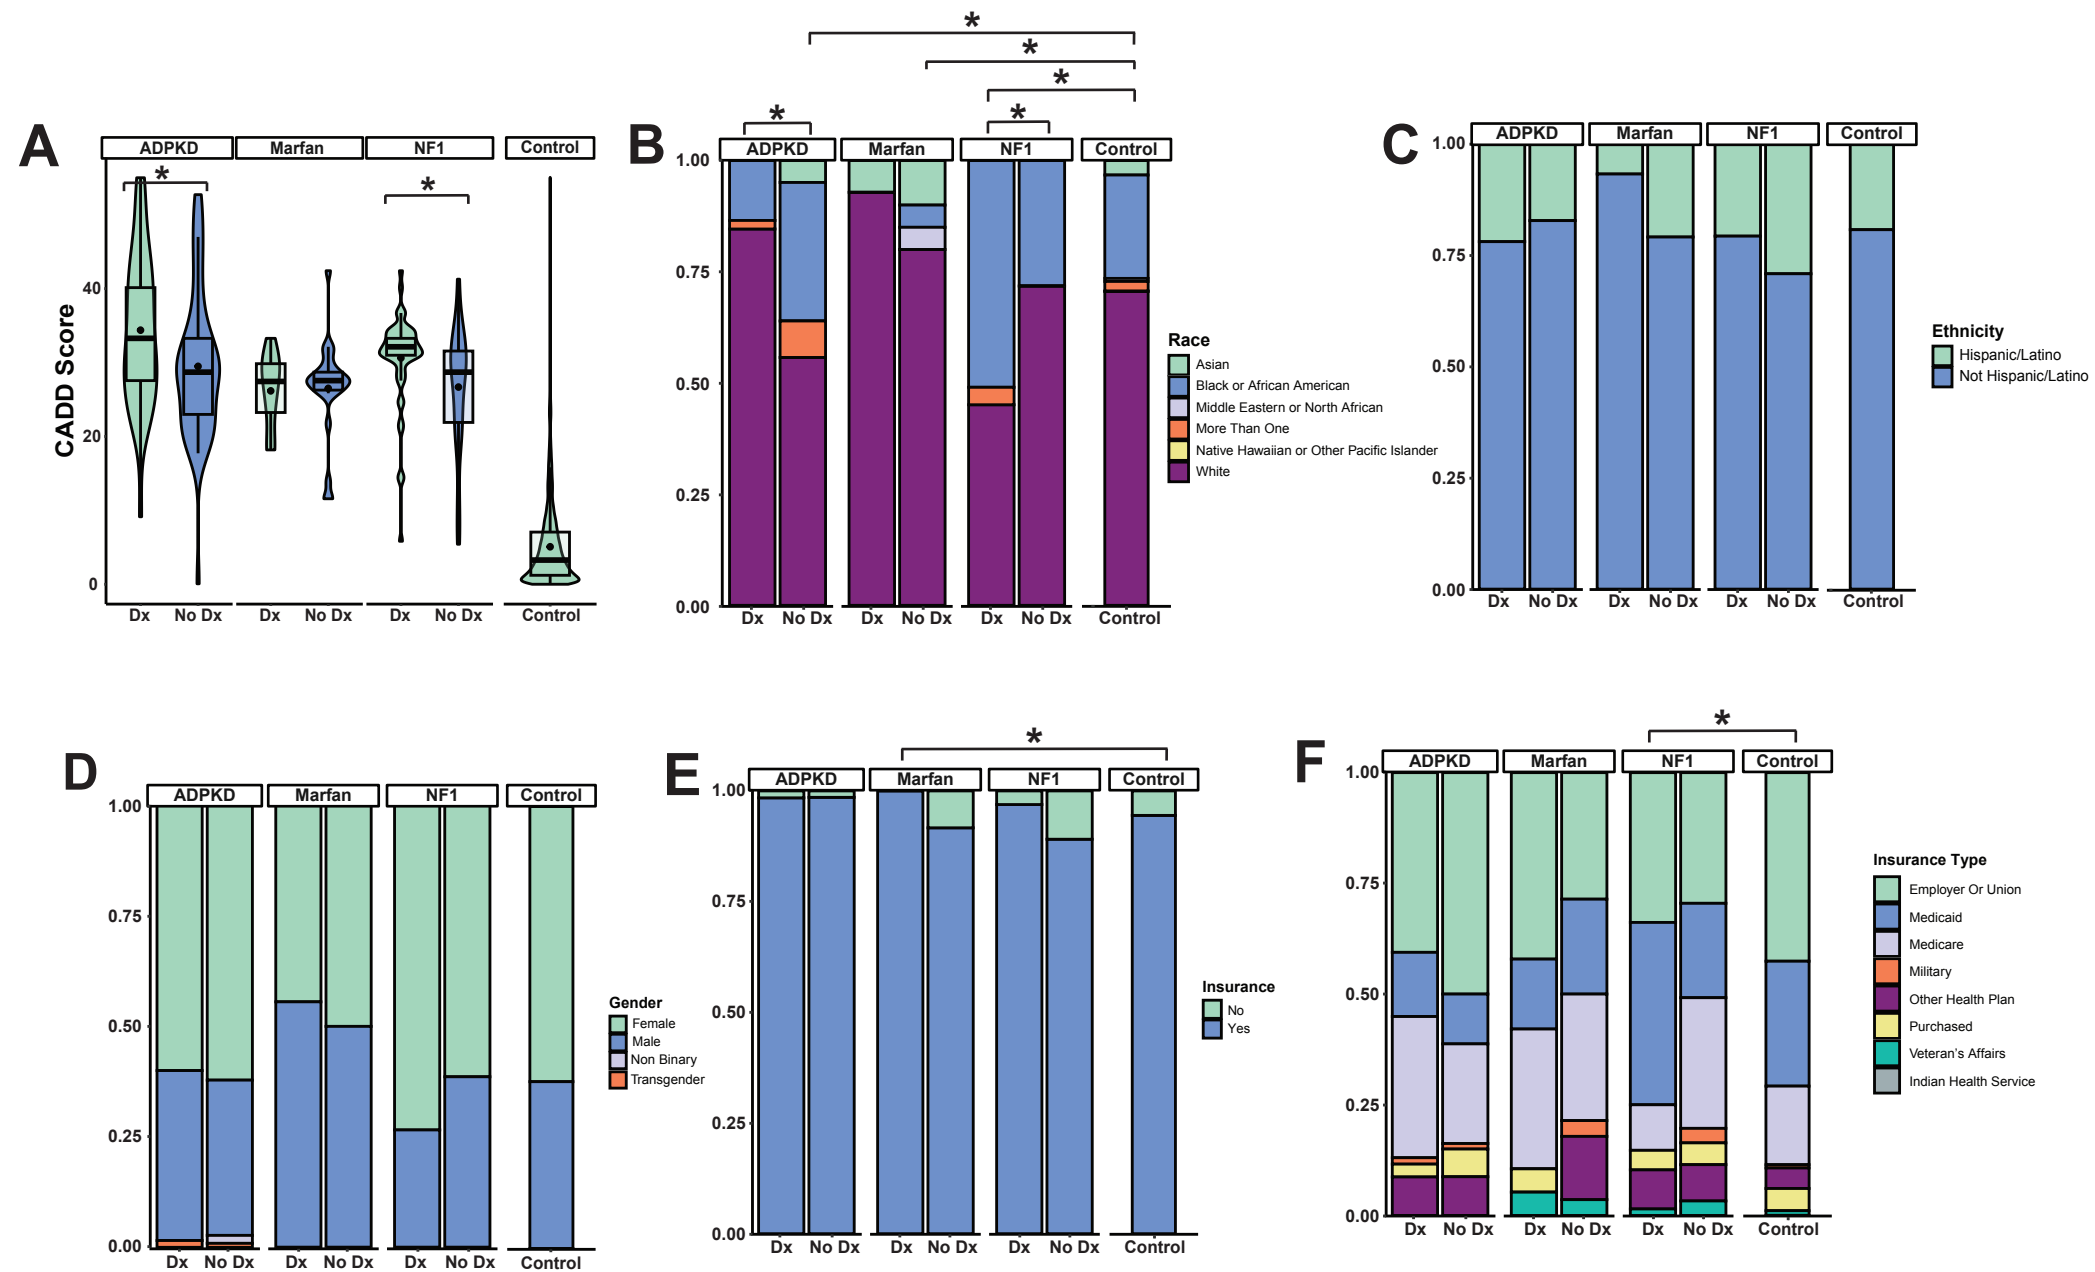 A
ADPKD Marfan NF1 Control
* *
CADD Score
40
20
0
Dx No Dx Dx No Dx Dx No Dx Control
B
*
*
*
* *
ADPKD Marfan NF1 Control
1.00
0.75
0.50
0.25
0.00
Dx No Dx Dx No Dx Dx No Dx Control
Race
Asian
Black or African American
Middle Eastern or North African
More Than One
Native Hawaiian or Other Pacific Islander
White
C
ADPKD Marfan NF1 Control
1.00
0.75
0.50
0.25
0.00
Dx No Dx Dx No Dx Dx No Dx Control
Ethnicity
Hispanic/Latino
Not Hispanic/Latino
D
ADPKD Marfan NF1 Control
1.00
0.75
0.50
0.25
0.00
Dx No Dx Dx No Dx Dx No Dx Control
Gender
Female
Male
Non Binary
Transgender
E
*
ADPKD Marfan NF1 Control
1.00
0.75
0.50
0.25
0.00
Dx No Dx Dx No Dx Dx No Dx Control
Insurance
No
Yes
F
*
ADPKD Marfan NF1 Control
1.00
0.75
0.50
0.25
0.00
Dx No Dx Dx No Dx Dx No Dx Control
Insurance Type
Employer Or Union
Medicaid
Medicare
Military
Other Health Plan
Purchased
Veteran's Affairs
Indian Health Service